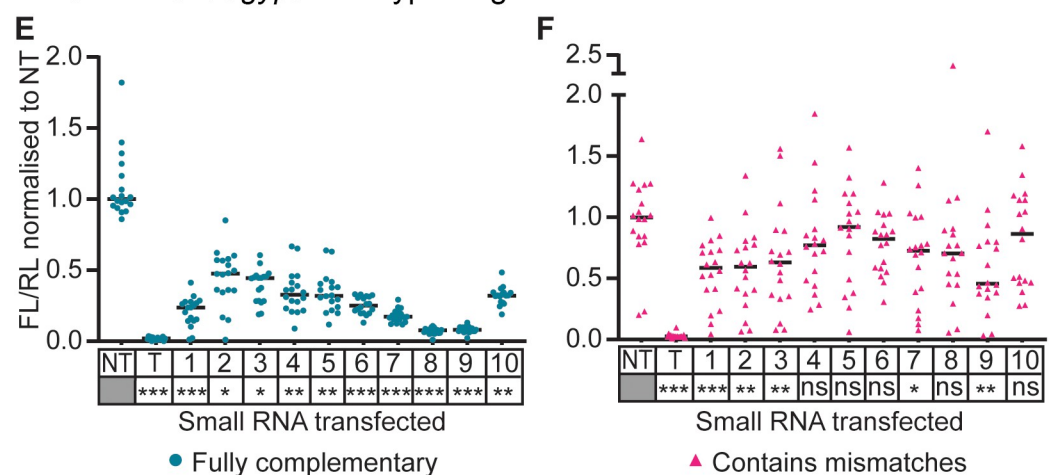 E
FL/RL normalised to NT
2.0
1.5
1.0
0.5
0.0
NT T 1 2 3 4 5 6 7 8 9 10
*** *** * * ** ** *** *** *** *** **
Small RNA transfected
Fully complementary
F
2.5
2.0
1.5
1.0
0.5
0.0
NT T 1 2 3 4 5 6 7 8 9 10
*** *** ** ** ns ns ns * ns ** ns
Small RNA transfected
Contains mismatches